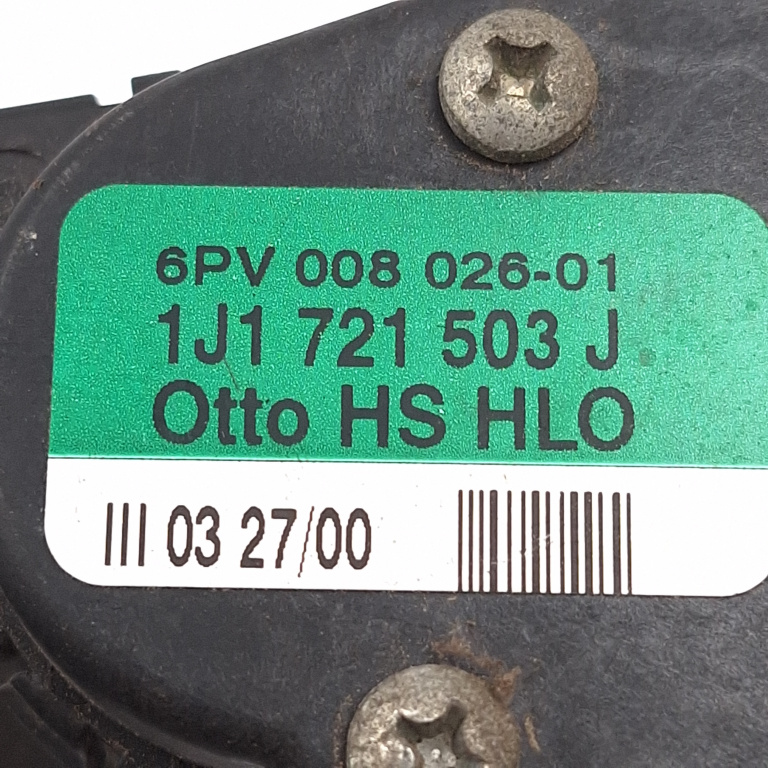 6PV 008 026-01
1J1 721 503 J
Otto HS HLO
III 03 27/00